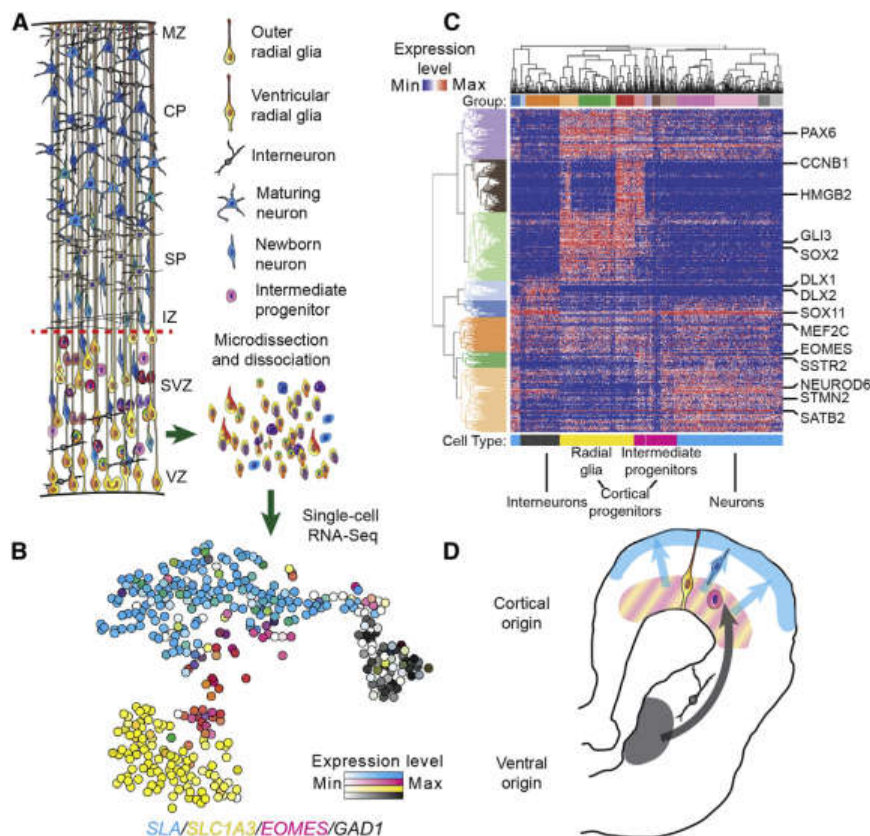 A
MZ
CP
SP
IZ
SVZ
VZ
Outer
radial glia
Ventricular
radial glia
Interneuron
Maturing
neuron
Newborn
neuron
Intermediate
progenitor
Microdissection
and dissociation
Single-cell
RNA-Seq
B
Expression level
Min Max
SLA/SLC1A3/EOMES/GAD1
C
Expression
level
Min Max
Group:
PAX6
CCNB1
HMGB2
GLI3
SOX2
DLX1
DLX2
SOX11
MEF2C
EOMES
SSTR2
NEUROD6
STMN2
SATB2
Cell Type:
Radial
glia
Intermediate
progenitors
Interneurons
Cortical
progenitors
Neurons
D
Cortical
origin
Ventral
origin